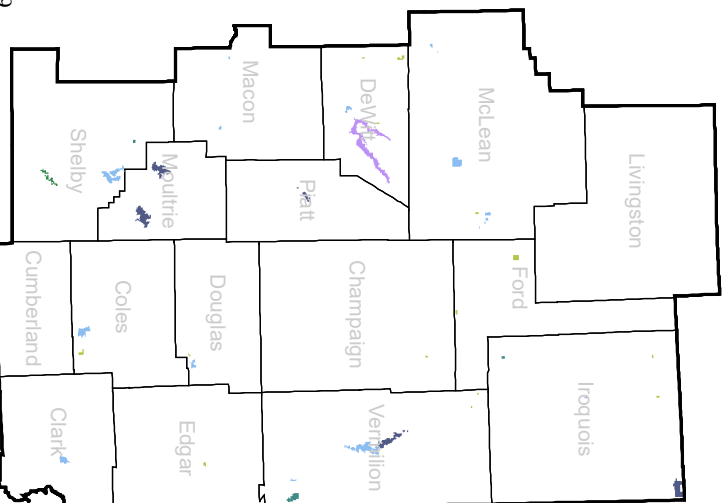 Macon
DeWitt
McLean
Shelby
Moultrie
Piatt
Livingston
Cumberland
Coles
Douglas
Champaign
Ford
Clark
Edgar
Vermilion
Iroquois